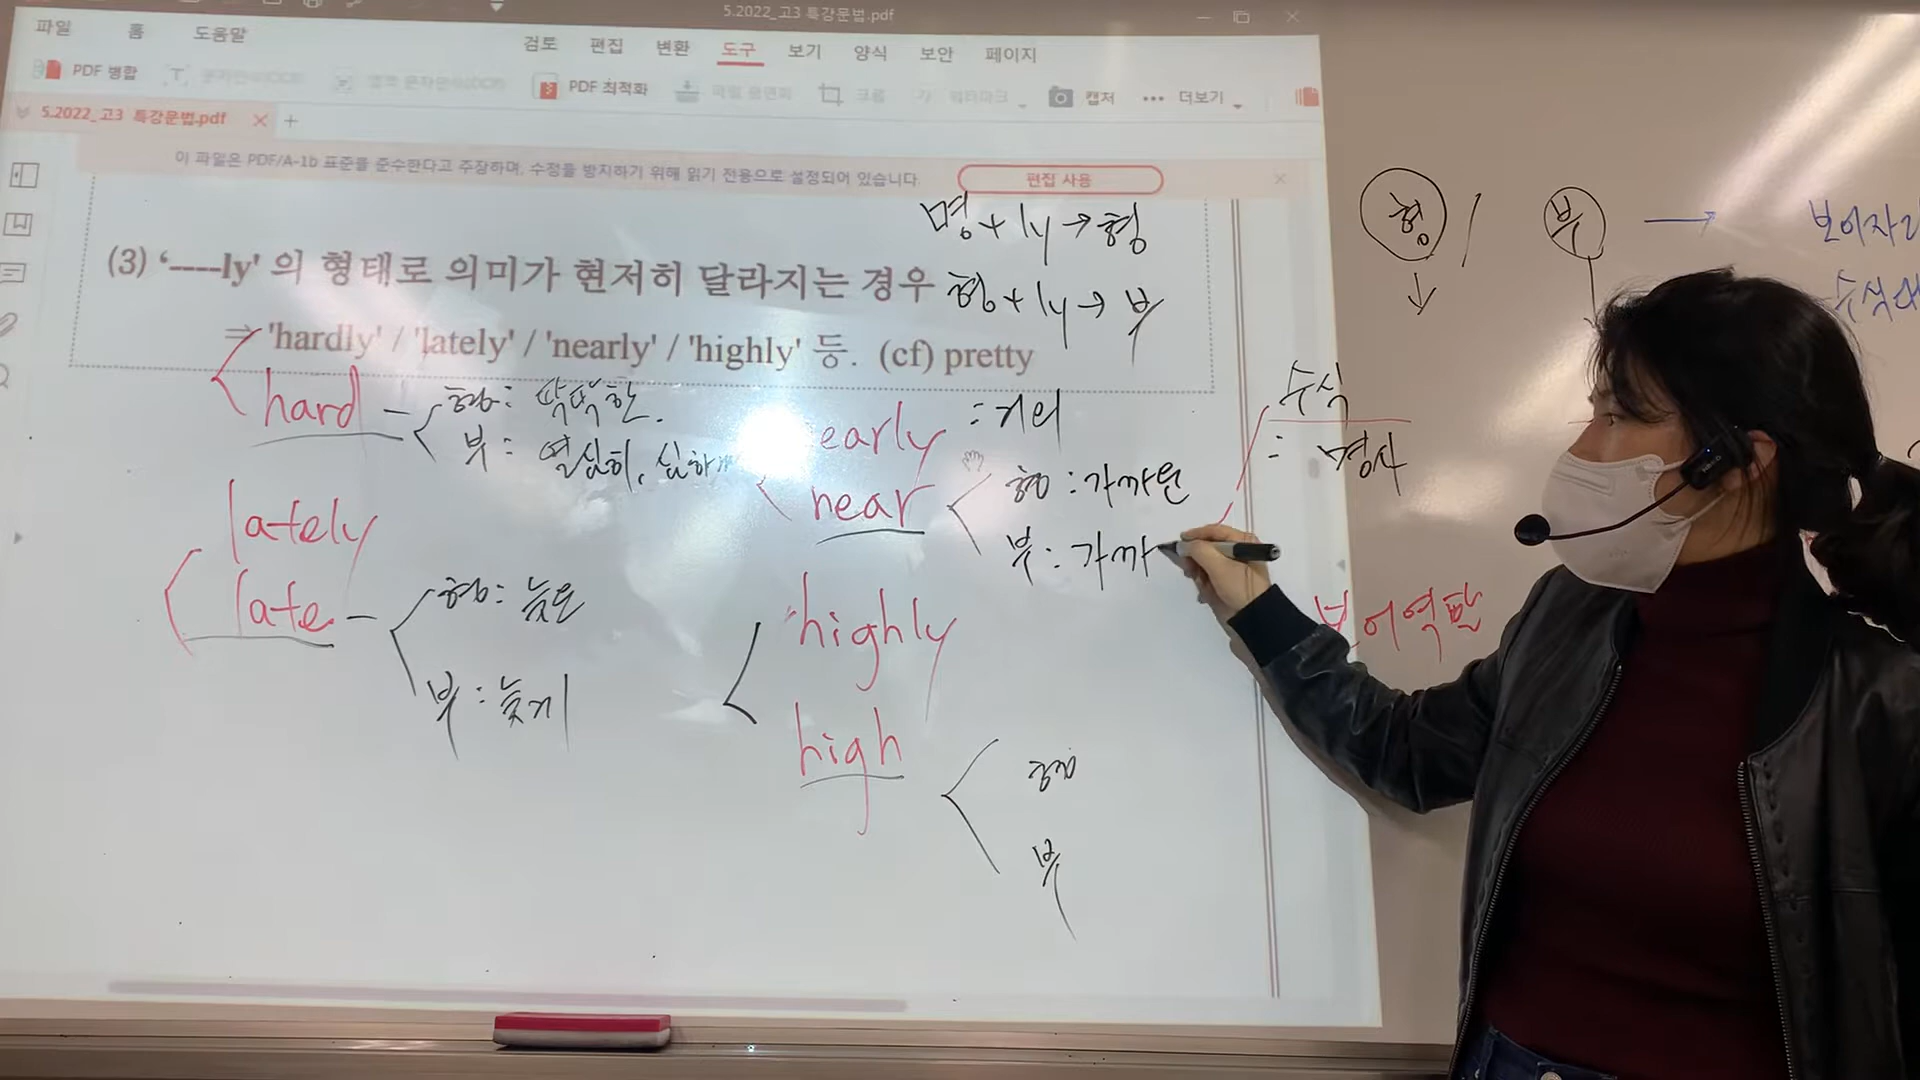 5.2022_고3 특강문법.pdf
파일 홈 도움말 검토 편집 변환 도구 보기 양식 보안 페이지
PDF 병합 PDF 최적화 크롭 워터마크 캡처 더보기
5.2022_고3 특강문법.pdf
이 파일은 PDF/A-1b 표준을 준수한다고 주장하며, 수정을 방지하기 위해 읽기 전용으로 설정되어 있습니다.
편집 사용
명+ly→형
(3) ‘----ly' 의 형태로 의미가 현저히 달라지는 경우
형+ly→부
⇒ 'hardly' / 'lately' / 'nearly' / 'highly' 등. (cf) pretty
hard
형: 딱딱한.
부: 열심히, 심하게
lately
late
형: 늦은
부: 늦게
early
: 거의
near
형: 가까운
부: 가까
highly
high
형
부
형 / 부 →
보어자리
수식
: 명사
보어역할